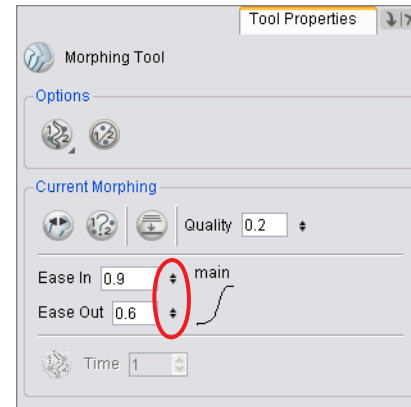 Tool Properties
Morphing Tool
Options
Current Morphing
Quality 0.2
Ease In 0.9
main
Ease Out 0.6
Time 1